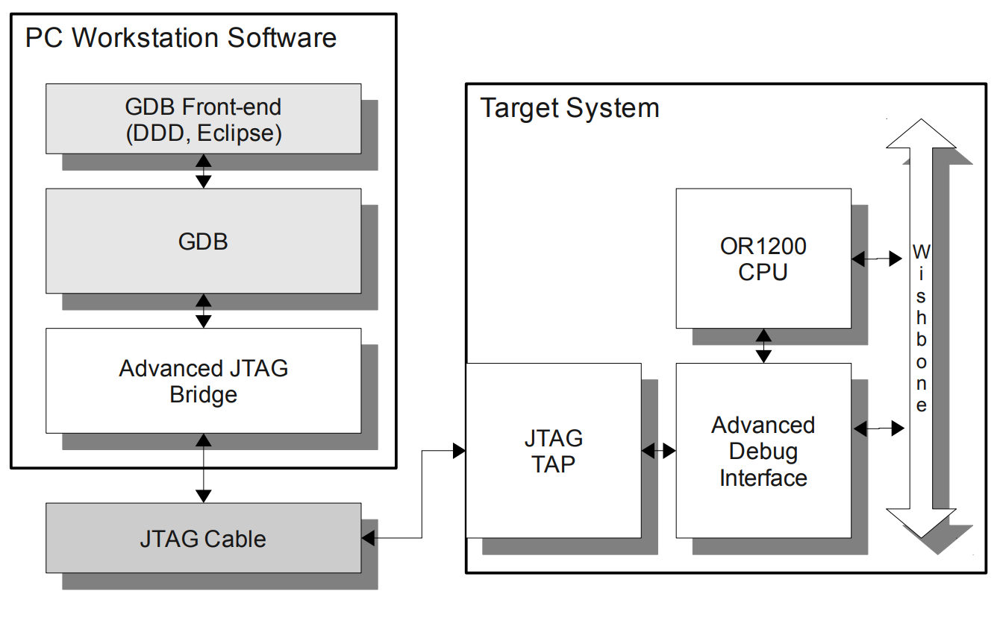 PC Workstation Software
GDB Front-end
(DDD, Eclipse)
GDB
Advanced JTAG
Bridge
JTAG Cable
Target System
OR1200
CPU
JTAG
TAP
Advanced
Debug
Interface
Wishbone